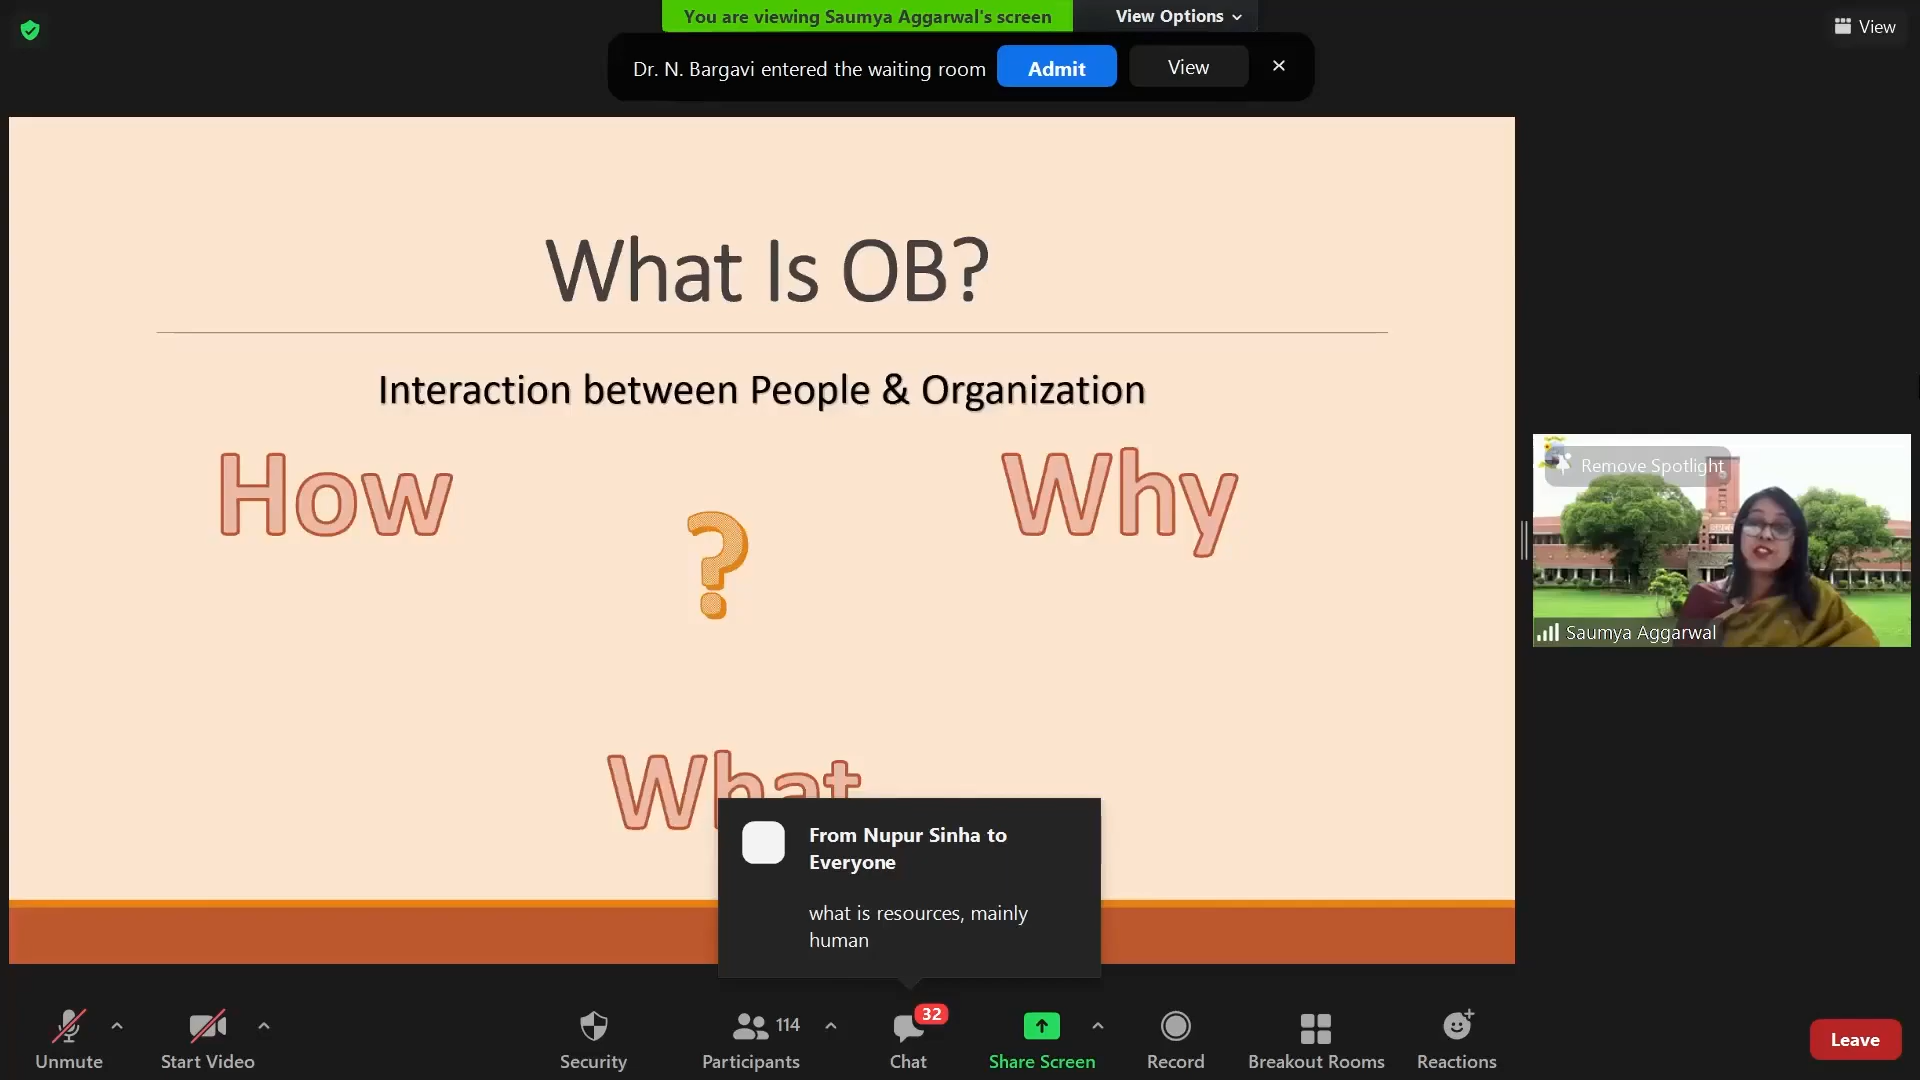 You are viewing Saumya Aggarwal's screen
View Options
View
Dr. N. Bargavi entered the waiting room
Admit
View
What Is OB?
Interaction between People & Organization
How
Why
?
What
Remove Spotlight
Saumya Aggarwal
From Nupur Sinha to
Everyone
what is resources, mainly
human
32
114
Unmute
Start Video
Security
Participants
Chat
Share Screen
Record
Breakout Rooms
Reactions
Leave